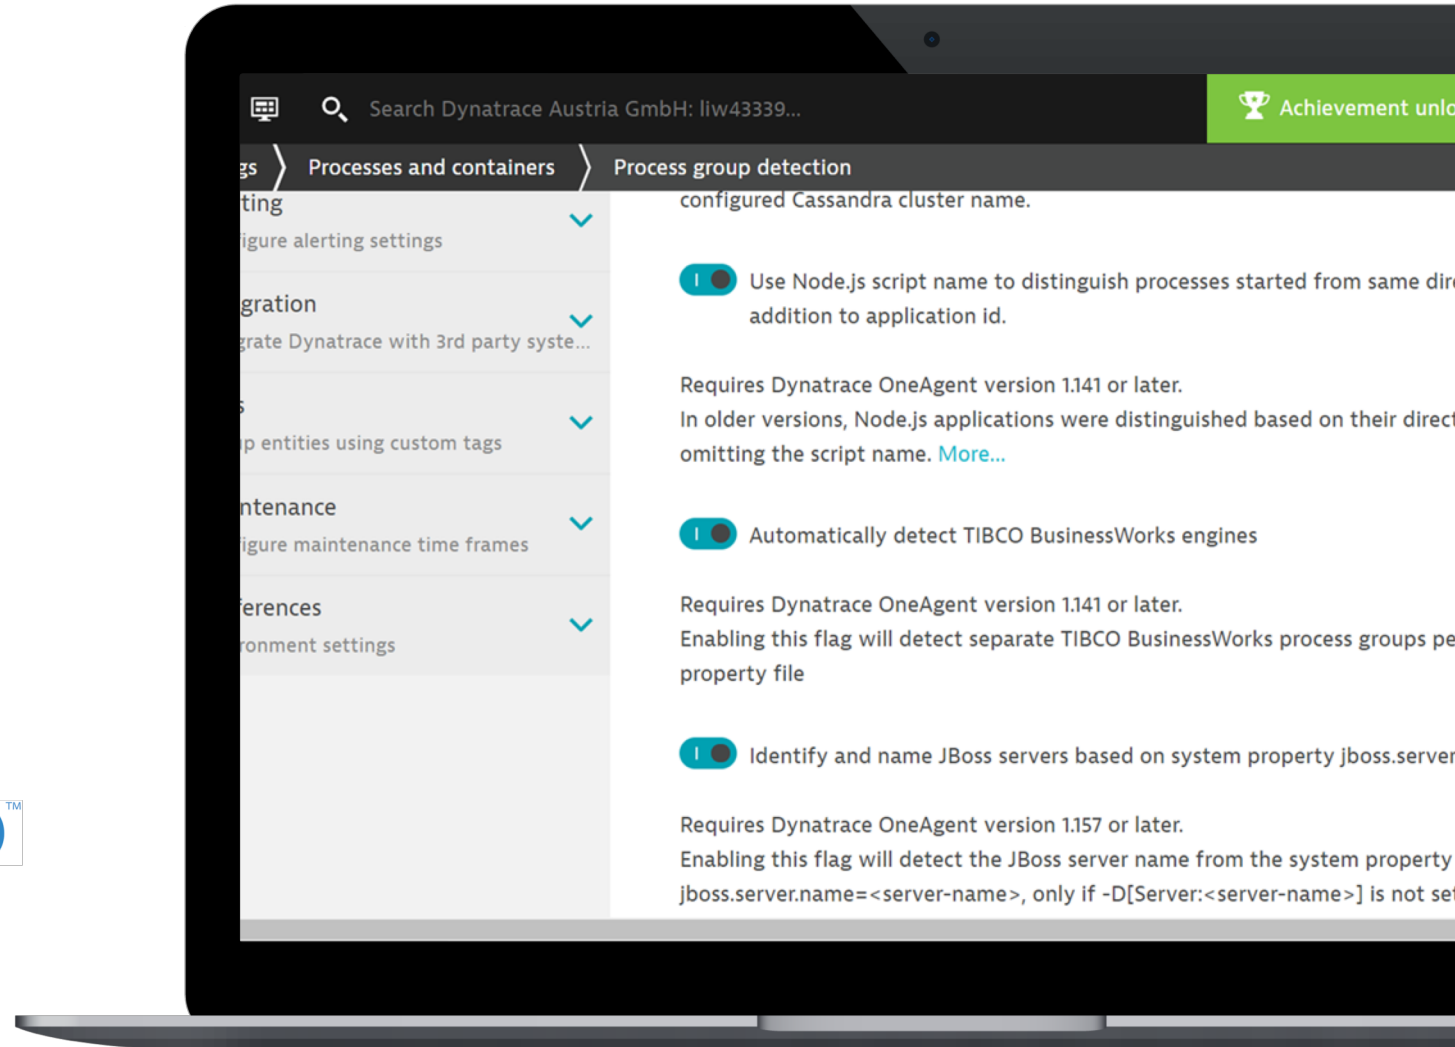 Search Dynatrace Austria GmbH: liw43339...
Achievement unlo
gs
Processes and containers
Process group detection
ting
igure alerting settings
gration
grate Dynatrace with 3rd party syste...
s
p entities using custom tags
ntenance
igure maintenance time frames
erences
ronment settings
configured Cassandra cluster name.
Use Node.js script name to distinguish processes started from same dire
addition to application id.
Requires Dynatrace OneAgent version 1.141 or later.
In older versions, Node.js applications were distinguished based on their direct
omitting the script name. More...
Automatically detect TIBCO BusinessWorks engines
Requires Dynatrace OneAgent version 1.141 or later.
Enabling this flag will detect separate TIBCO BusinessWorks process groups pe
property file
Identify and name JBoss servers based on system property jboss.server
Requires Dynatrace OneAgent version 1.157 or later.
Enabling this flag will detect the JBoss server name from the system property
jboss.server.name=<server-name>, only if -D[Server:<server-name>] is not set
TM